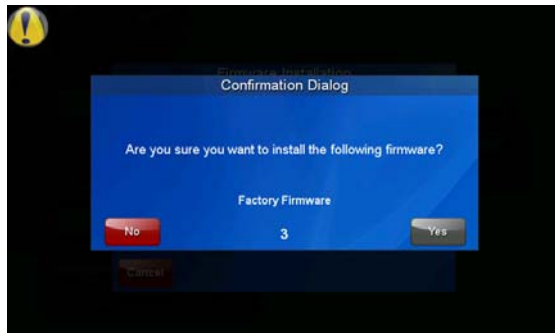 Firmware Installation
Confirmation Dialog
Are you sure you want to install the following firmware?
Factory Firmware
No
3
Yes
Cancel